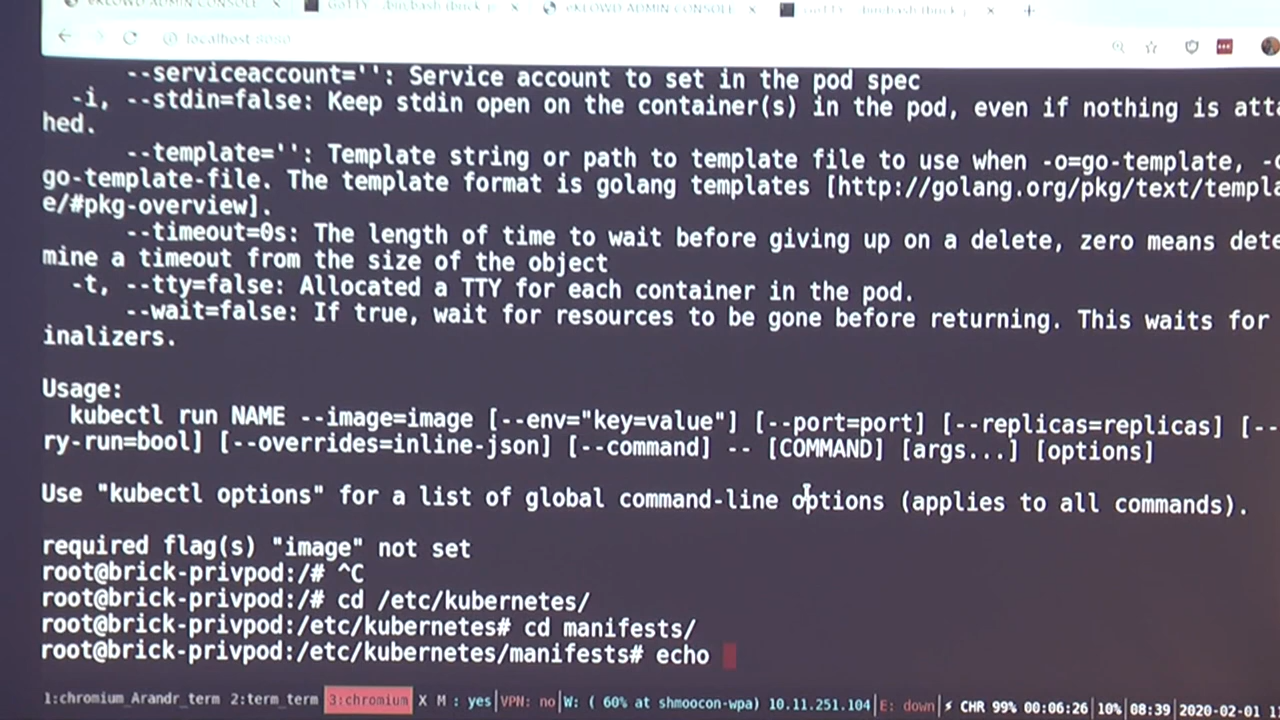 eKLOWD ADMIN CONSOLE
eKLOWD ADMIN CONSOLE
localhost:8080
--serviceaccount='': Service account to set in the pod spec
-i, --stdin=false: Keep stdin open on the container(s) in the pod, even if nothing is atta
hed.
--template='': Template string or path to template file to use when -o=go-template, -o
go-template-file. The template format is golang templates [http://golang.org/pkg/text/templa
e/#pkg-overview].
--timeout=0s: The length of time to wait before giving up on a delete, zero means dete
mine a timeout from the size of the object
-t, --tty=false: Allocated a TTY for each container in the pod.
--wait=false: If true, wait for resources to be gone before returning. This waits for
inalizers.
Usage:
kubectl run NAME --image=image [--env="key=value"] [--port=port] [--replicas=replicas] [--
ry-run=bool] [--overrides=inline-json] [--command] -- [COMMAND] [args...] [options]
Use "kubectl options" for a list of global command-line options (applies to all commands).
required flag(s) "image" not set
root@brick-privpod:/# ^C
root@brick-privpod:/# cd /etc/kubernetes/
root@brick-privpod:/etc/kubernetes# cd manifests/
root@brick-privpod:/etc/kubernetes/manifests# echo
1:chromium_Arandr_term 2:term_term 3:chromium X M : yes|VPN: no|W: ( 60% at shmoocon-wpa) 10.11.251.104|E: down|⚡ CHR 99% 00:06:26|10%|08:39|2020-02-01 1